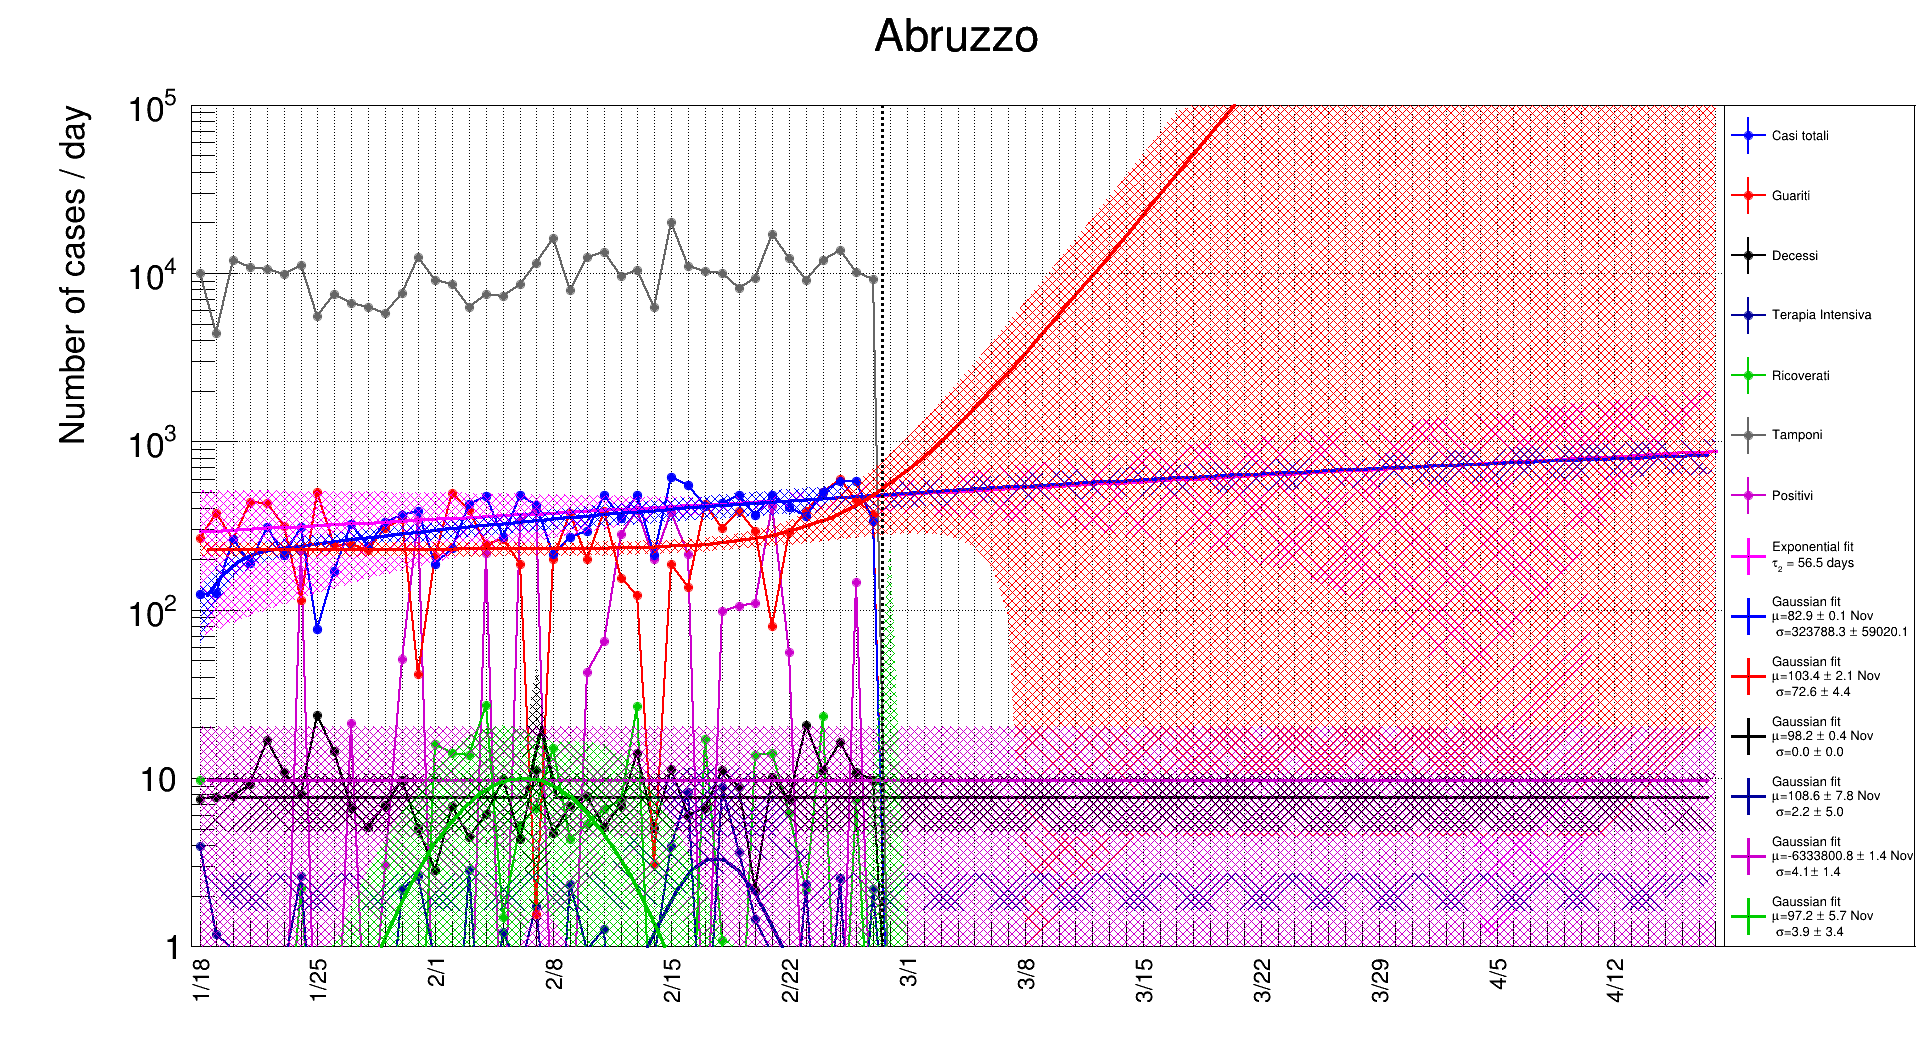 Abruzzo
Number of cases / day
10^5
10^4
10^3
10^2
10
1
1/18
1/25
2/1
2/8
2/15
2/22
3/1
3/8
3/15
3/22
3/29
4/5
4/12
Casi totali
Guariti
Decessi
Terapia Intensiva
Ricoverati
Tamponi
Positivi
Exponential fit
τ₂ = 56.5 days
Gaussian fit
μ=82.9 ± 0.1 Nov
σ=323788.3 ± 59020.1
Gaussian fit
μ=103.4 ± 2.1 Nov
σ=72.6 ± 4.4
Gaussian fit
μ=98.2 ± 0.4 Nov
σ=0.0 ± 0.0
Gaussian fit
μ=108.6 ± 7.8 Nov
σ=2.2 ± 5.0
Gaussian fit
μ=-6333800.8 ± 1.4 Nov
σ=4.1 ± 1.4
Gaussian fit
μ=97.2 ± 5.7 Nov
σ=3.9 ± 3.4